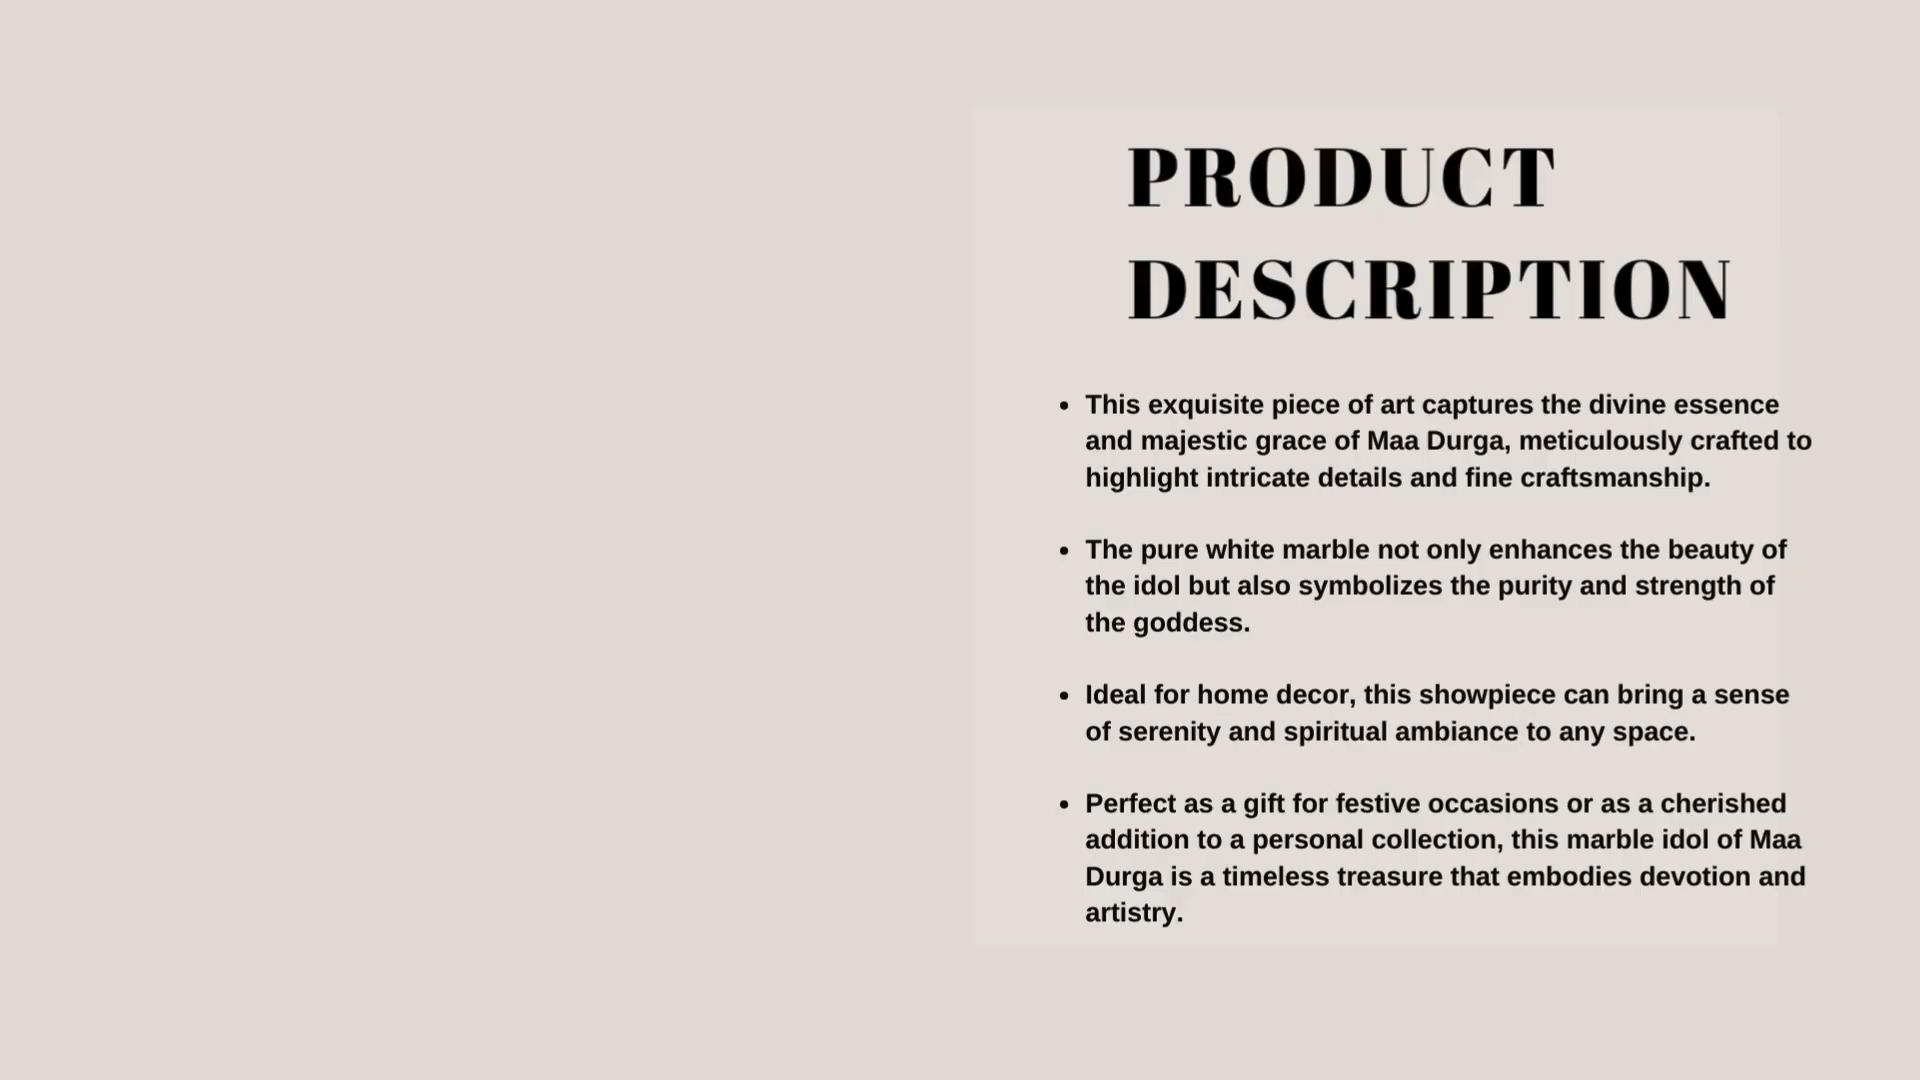 PRODUCT
DESCRIPTION
• This exquisite piece of art captures the divine essence
and majestic grace of Maa Durga, meticulously crafted to
highlight intricate details and fine craftsmanship.
• The pure white marble not only enhances the beauty of
the idol but also symbolizes the purity and strength of
the goddess.
• Ideal for home decor, this showpiece can bring a sense
of serenity and spiritual ambiance to any space.
• Perfect as a gift for festive occasions or as a cherished
addition to a personal collection, this marble idol of Maa
Durga is a timeless treasure that embodies devotion and
artistry.